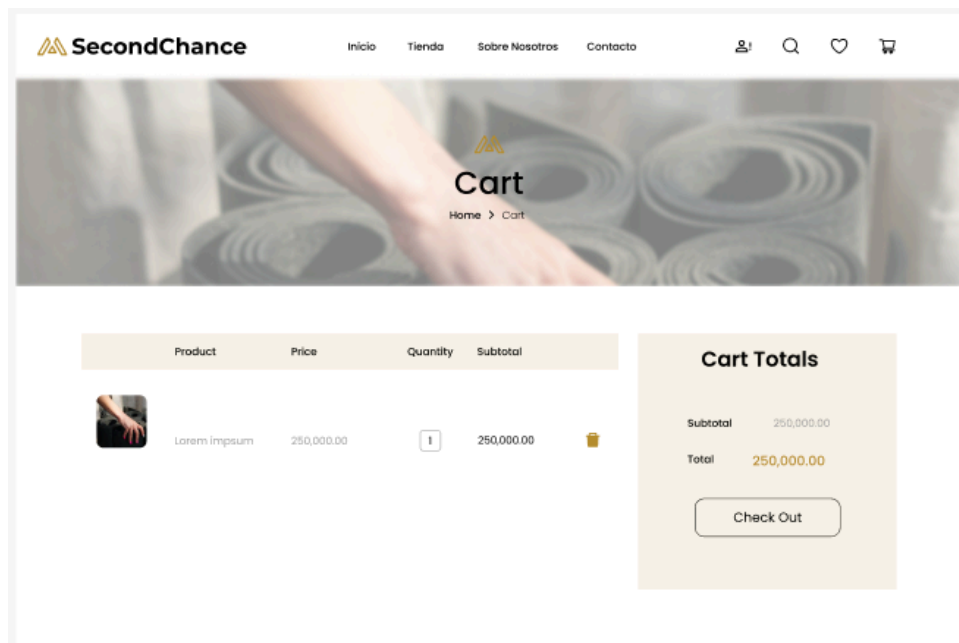 SecondChance
Inicio Tienda Sobre Nosotros Contacto
Cart
Home > Cart
Product Price Quantity Subtotal
Lorem impsum 250,000.00 1 250,000.00
Cart Totals
Subtotal 250,000.00
Total 250,000.00
Check Out